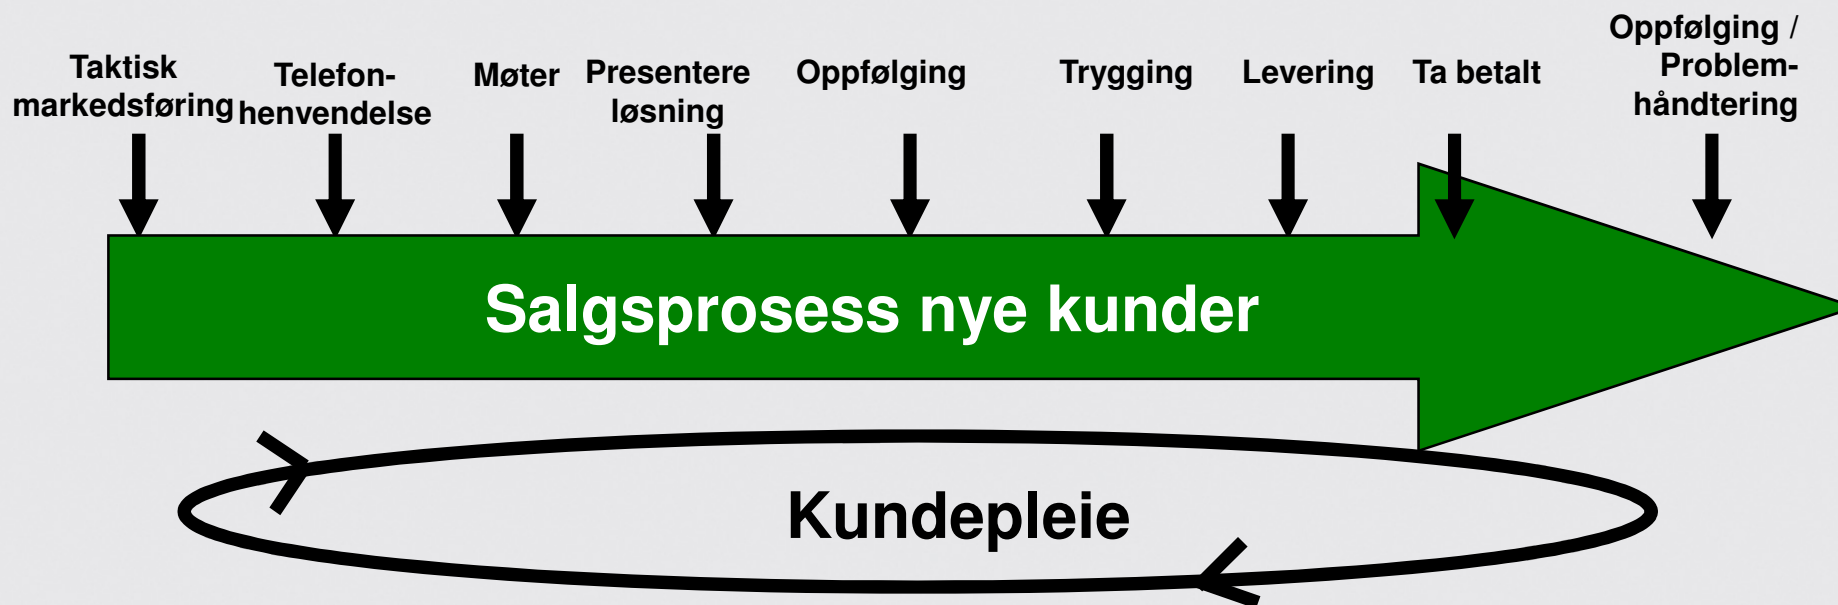 Taktisk
markedsføring
Telefon-
henvendelse
Møter
Presentere
løsning
Oppfølging
Trygging
Levering
Ta betalt
Oppfølging /
Problem-
håndtering
Salgsprosess nye kunder
Kundepleie